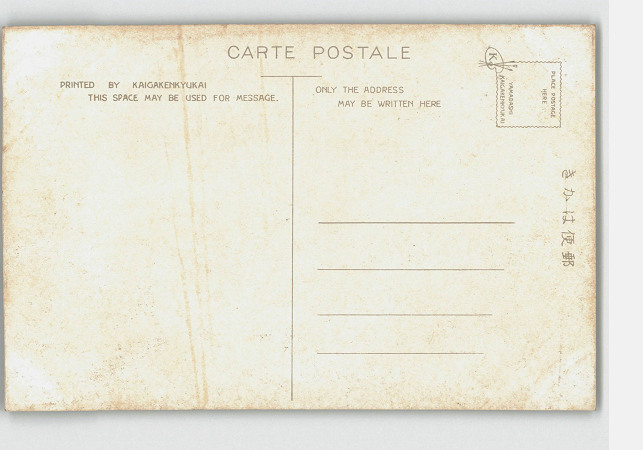 CARTE POSTALE
PRINTED BY KAIGAKENKYUKAI
THIS SPACE MAY BE USED FOR MESSAGE.
ONLY THE ADDRESS
MAY BE WRITTEN HERE
K
PLACE POSTAGE
HERE
KAIGAKENKYUKAI
きかは便郵